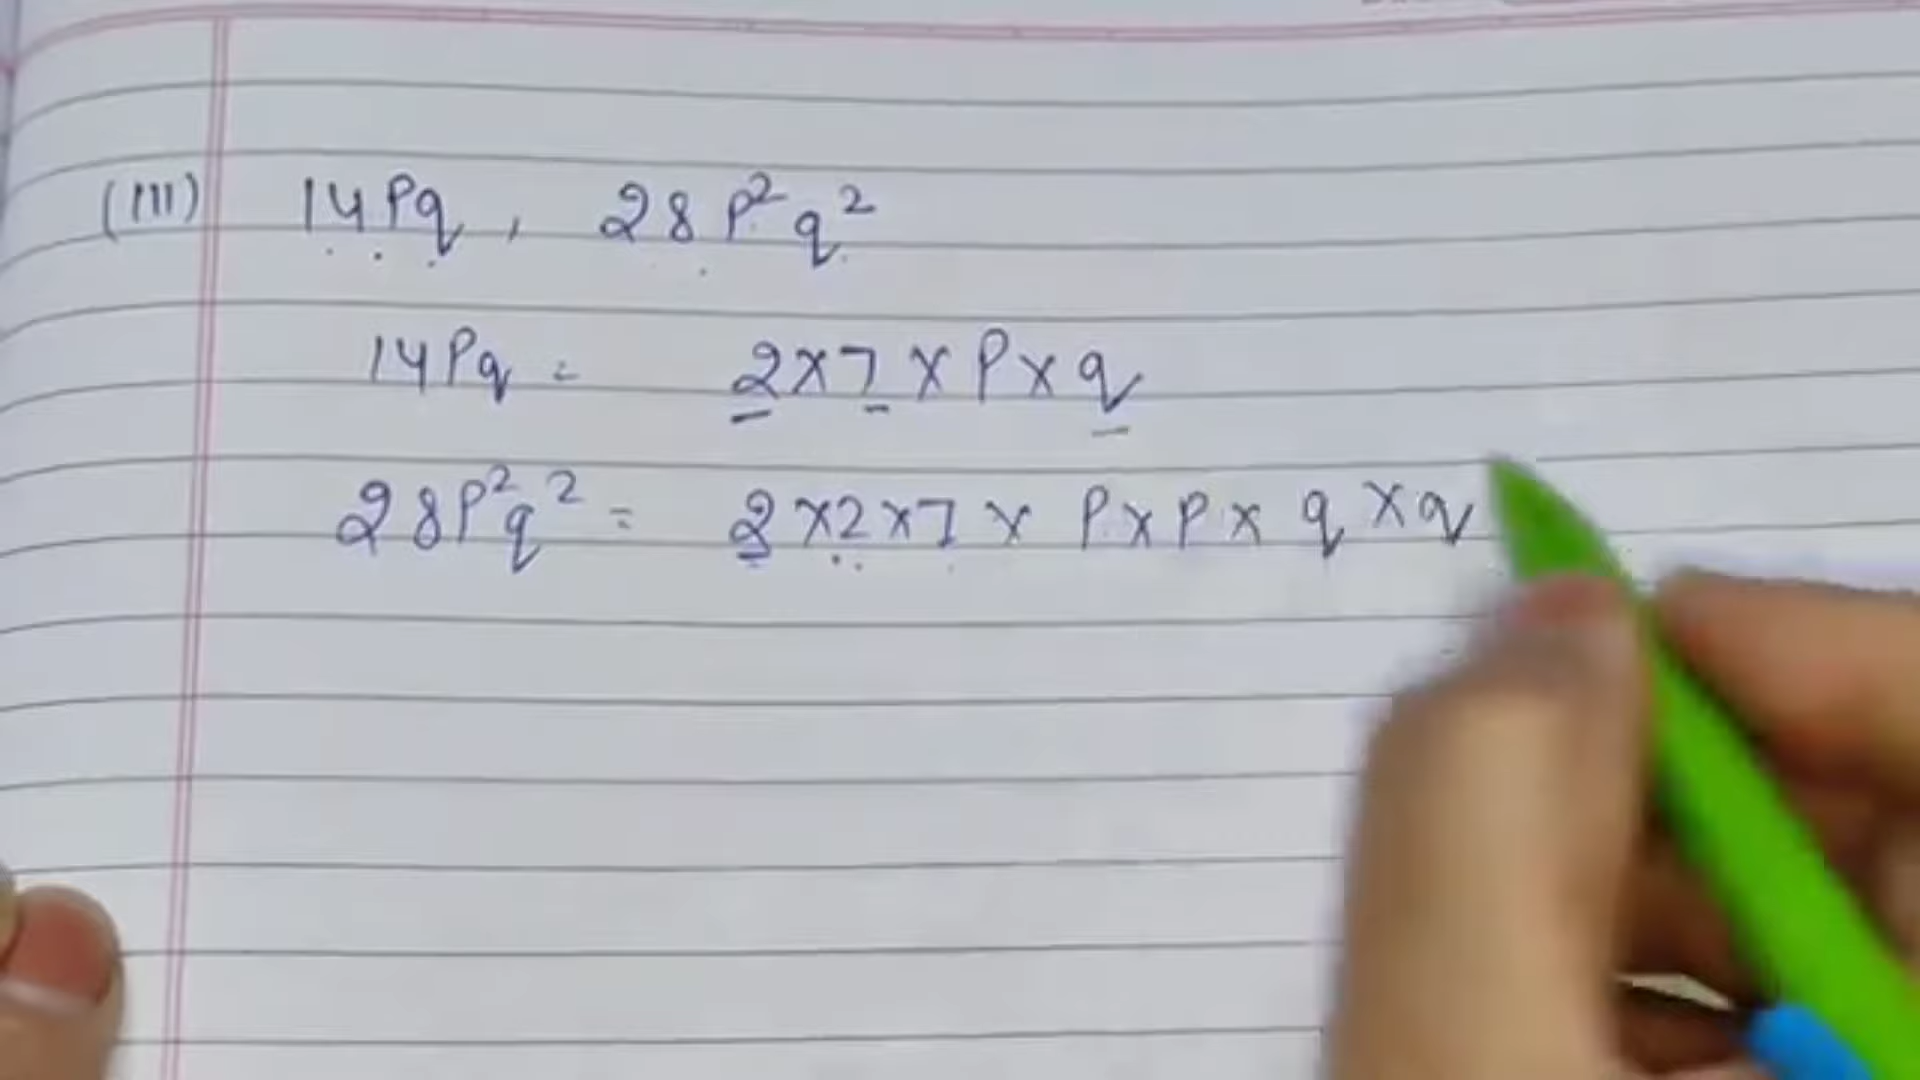 (III) 14Pq, 28P²q²
14Pq = 2×7×P×q
28P²q² = 2×2×7×P×P×q×q